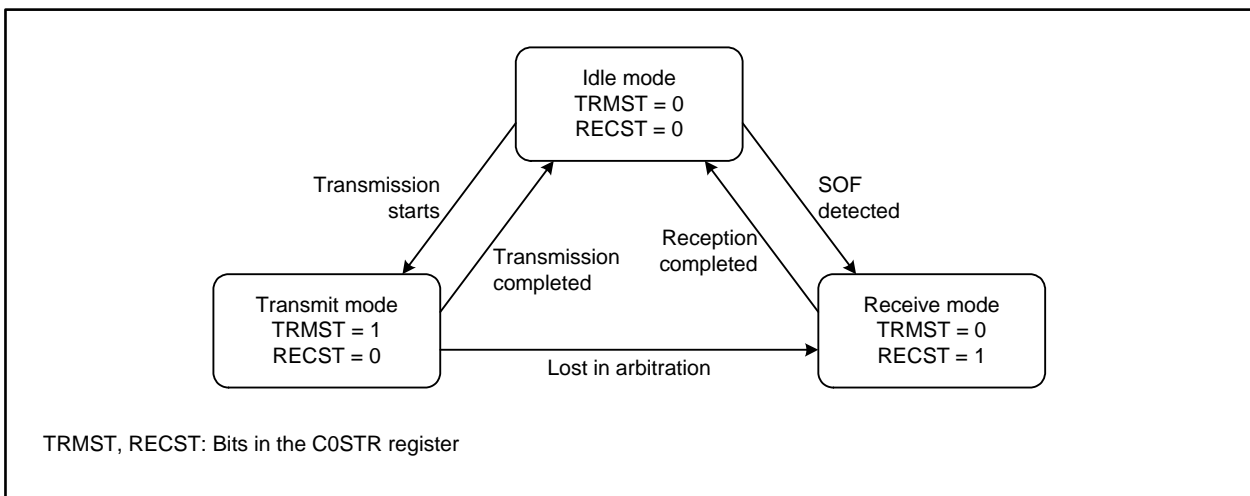 Idle mode
TRMST = 0
RECST = 0
Transmission
starts
SOF
detected
Transmission
completed
Reception
completed
Transmit mode
TRMST = 1
RECST = 0
Receive mode
TRMST = 0
RECST = 1
Lost in arbitration
TRMST, RECST: Bits in the C0STR register